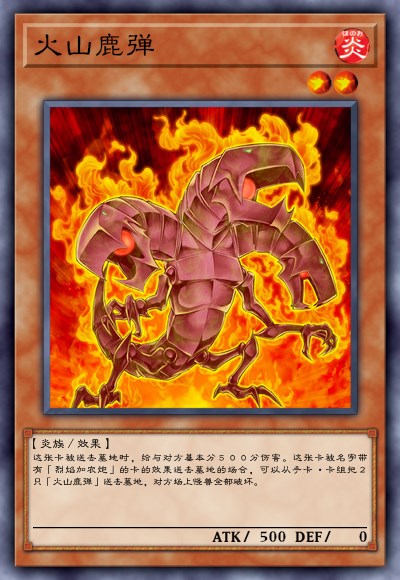 火山鹿弹
ほのお
炎
【炎族／效果】
这张卡被送去墓地时，给与对方基本分５００分伤害。这张卡被名字带
有「烈焰加农炮」的卡的效果送去墓地的场合，可以从手卡·卡组把２
只「火山鹿弹」送去墓地，对方场上怪兽全部破坏。
ATK/ 500 DEF/ 0